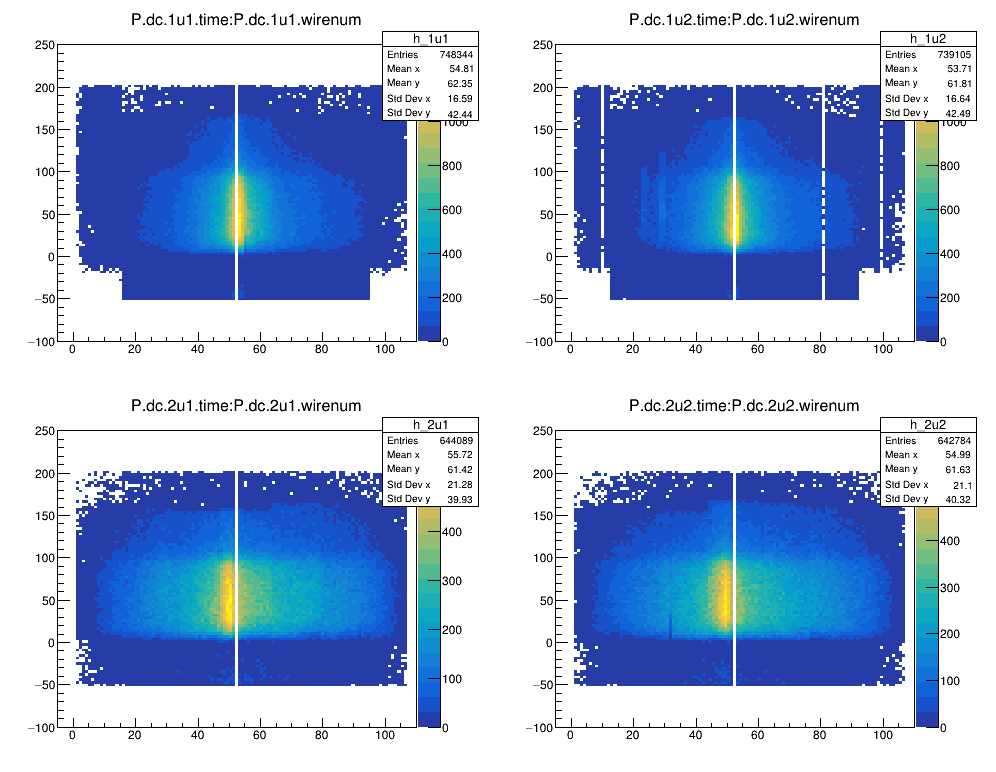 P.dc.1u1.time:P.dc.1u1.wirenum
h_1u1
Entries 748344
Mean x 54.81
Mean y 62.35
Std Dev x 16.59
Std Dev y 42.44
250
200
150
100
50
0
−50
−100
0 20 40 60 80 100
1000
800
600
400
200
0
P.dc.1u2.time:P.dc.1u2.wirenum
h_1u2
Entries 739105
Mean x 53.71
Mean y 61.81
Std Dev x 16.64
Std Dev y 42.49
250
200
150
100
50
0
−50
−100
0 20 40 60 80 100
1000
800
600
400
200
0
P.dc.2u1.time:P.dc.2u1.wirenum
h_2u1
Entries 644089
Mean x 55.72
Mean y 61.42
Std Dev x 21.28
Std Dev y 39.93
250
200
150
100
50
0
−50
−100
0 20 40 60 80 100
400
300
200
100
0
P.dc.2u2.time:P.dc.2u2.wirenum
h_2u2
Entries 642784
Mean x 54.99
Mean y 61.63
Std Dev x 21.1
Std Dev y 40.32
250
200
150
100
50
0
−50
−100
0 20 40 60 80 100
400
300
200
100
0